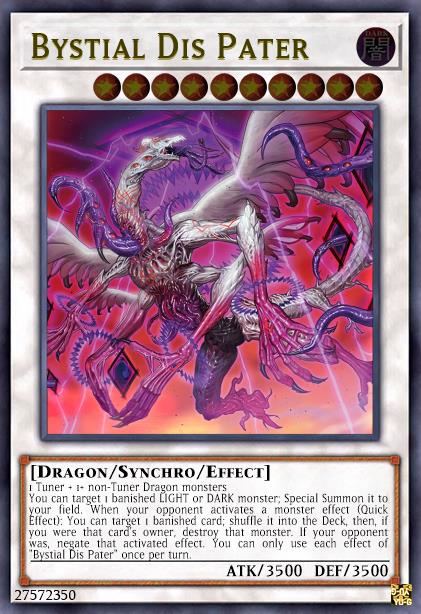 BYSTIAL DIS PATER
DARK
闇
[DRAGON/SYNCHRO/EFFECT]
1 Tuner + 1+ non-Tuner Dragon monsters
You can target 1 banished LIGHT or DARK monster; Special Summon it to
your field. When your opponent activates a monster effect (Quick
Effect): You can target 1 banished card; shuffle it into the Deck, then, if
you were that card's owner, destroy that monster. If your opponent
was, negate that activated effect. You can only use each effect of
"Bystial Dis Pater" once per turn.
ATK/3500 DEF/3500
27572350